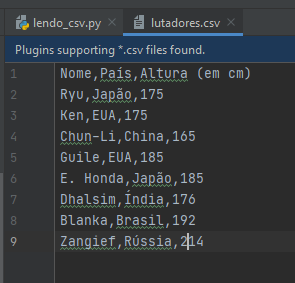 lendo_csv.py
lutadores.csv
Plugins supporting *.csv files found.
1 Nome,País,Altura (em cm)
2 Ryu,Japão,175
3 Ken,EUA,175
4 Chun-Li,China,165
5 Guile,EUA,185
6 E. Honda,Japão,185
7 Dhalsim,Índia,176
8 Blanka,Brasil,192
9 Zangief,Rússia,214